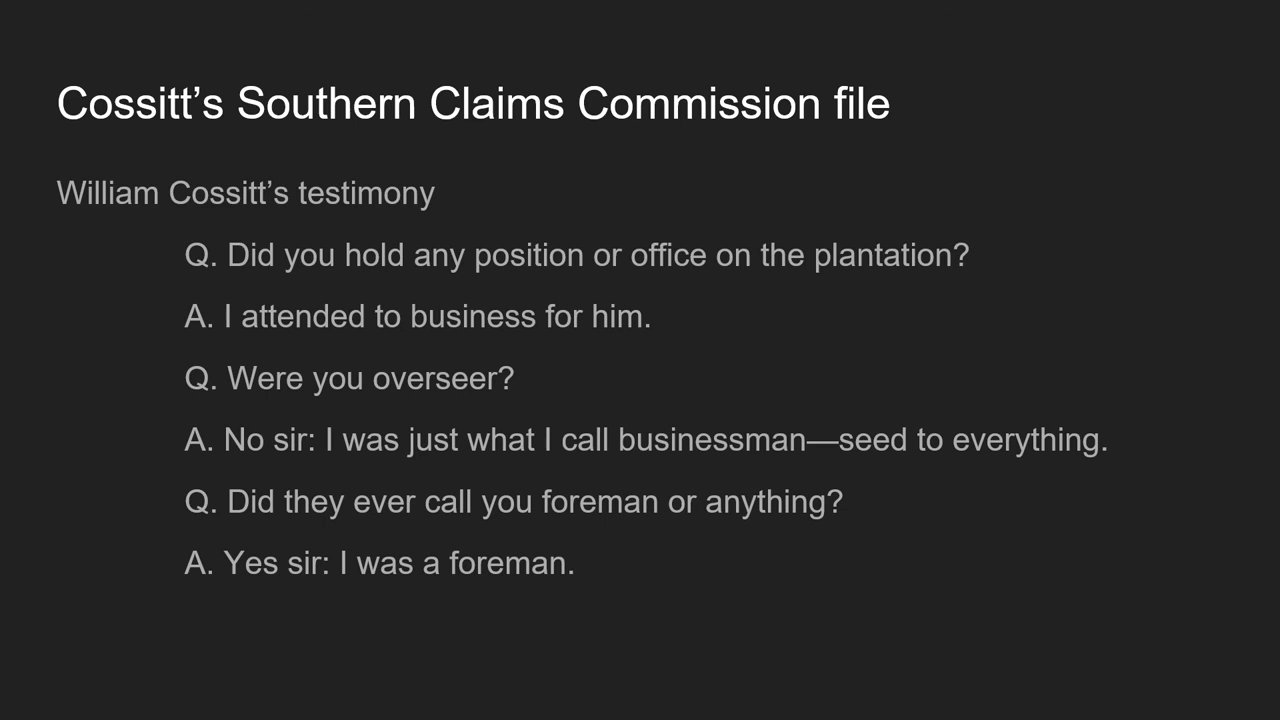 Cossitt’s Southern Claims Commission file
William Cossitt’s testimony
Q. Did you hold any position or office on the plantation?
A. I attended to business for him.
Q. Were you overseer?
A. No sir: I was just what I call businessman—seed to everything.
Q. Did they ever call you foreman or anything?
A. Yes sir: I was a foreman.